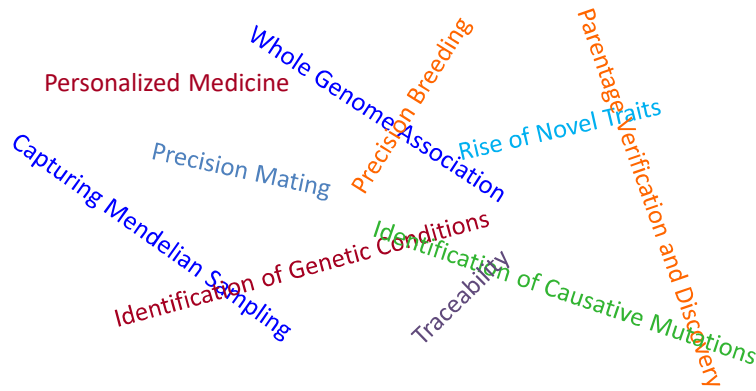 Whole Genome Association
Precision Breeding
Parentage Verification and Discovery
Personalized Medicine
Rise of Novel Traits
Capturing Mendelian Sampling
Precision Mating
Identification of Genetic Conditions
Identification of Causative Mutations
Traceability